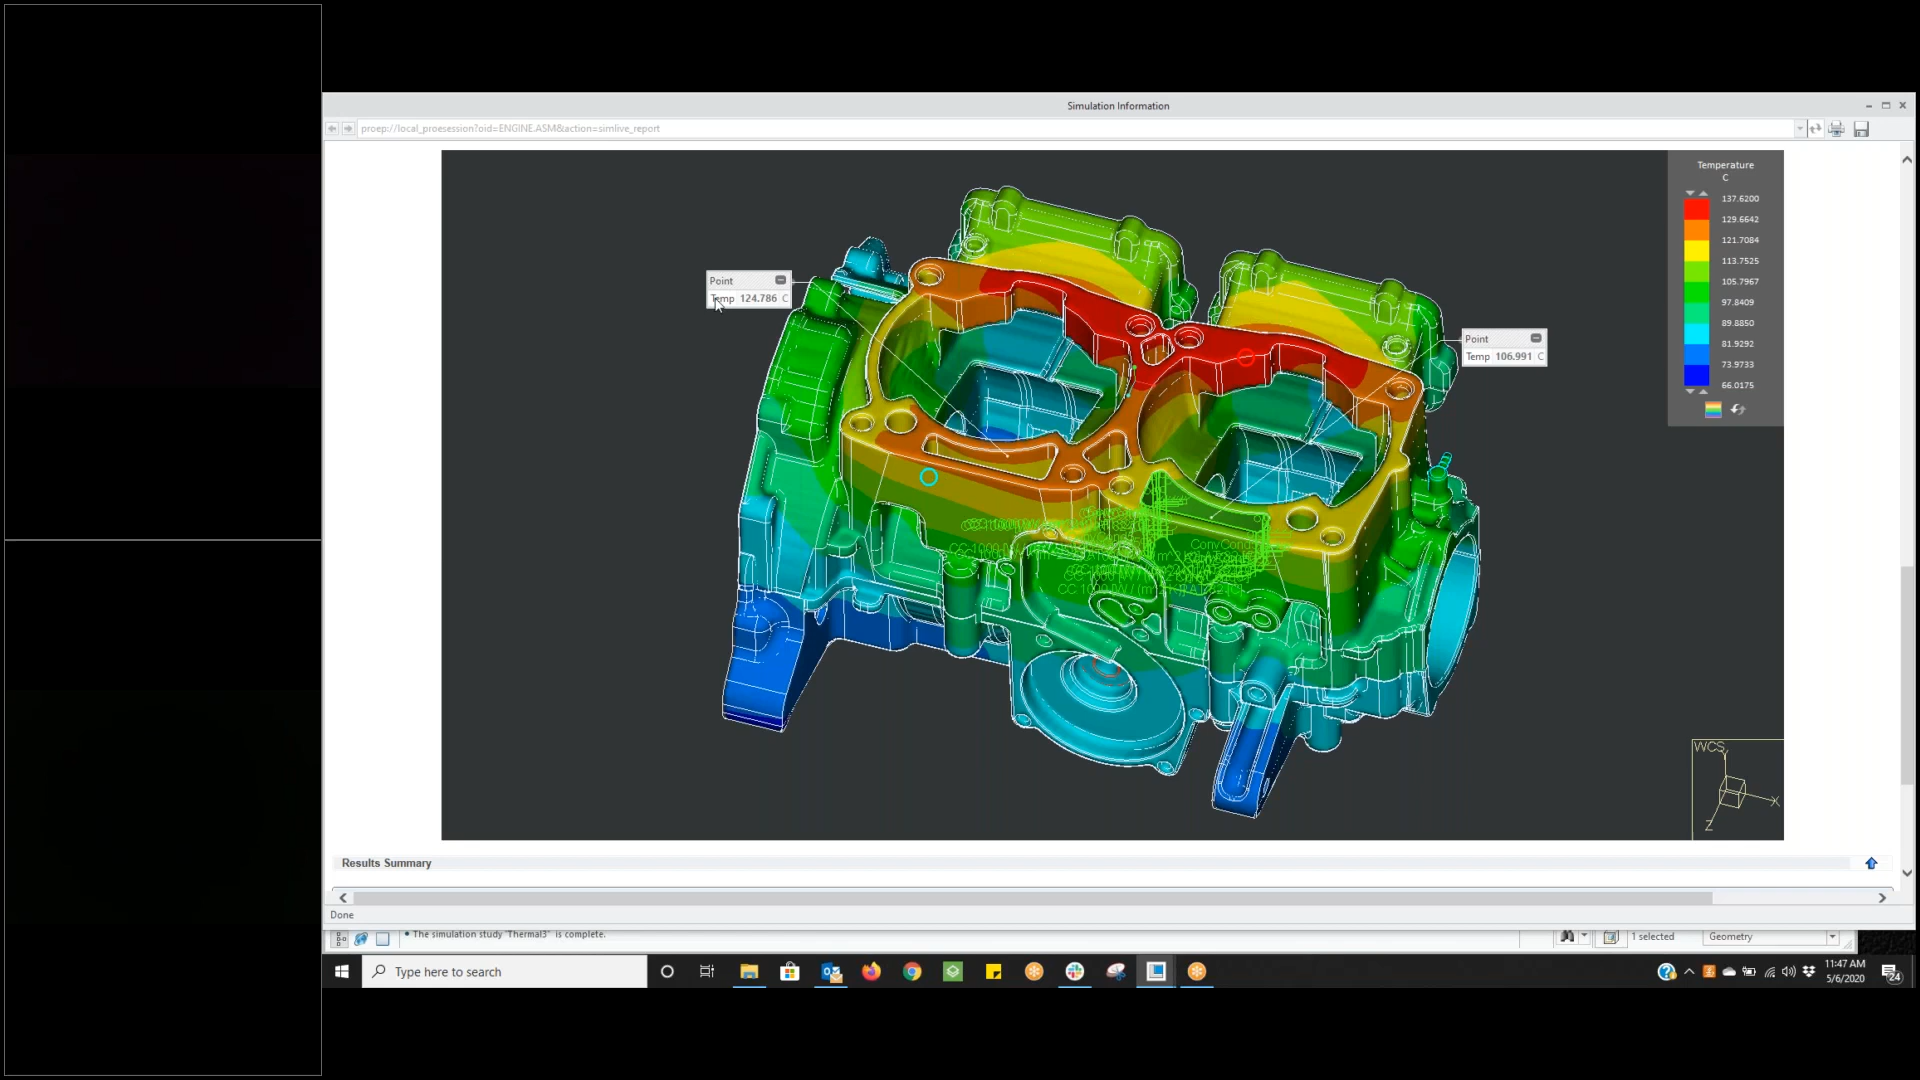 Simulation Information
proep://local_proesession?oid=ENGINE.ASM&action=simlive_report
Temperature
C
137.6200
129.6642
121.7084
113.7525
105.7967
97.8409
89.8850
81.9292
73.9733
66.0175
Point
Temp 124.786 C
Point
Temp 106.991 C
ConvCond
WCS
Y
X
Z
Results Summary
Done
• The simulation study "Thermal3" is complete.
1 selected
Geometry
Type here to search
11:47 AM
5/6/2020
24